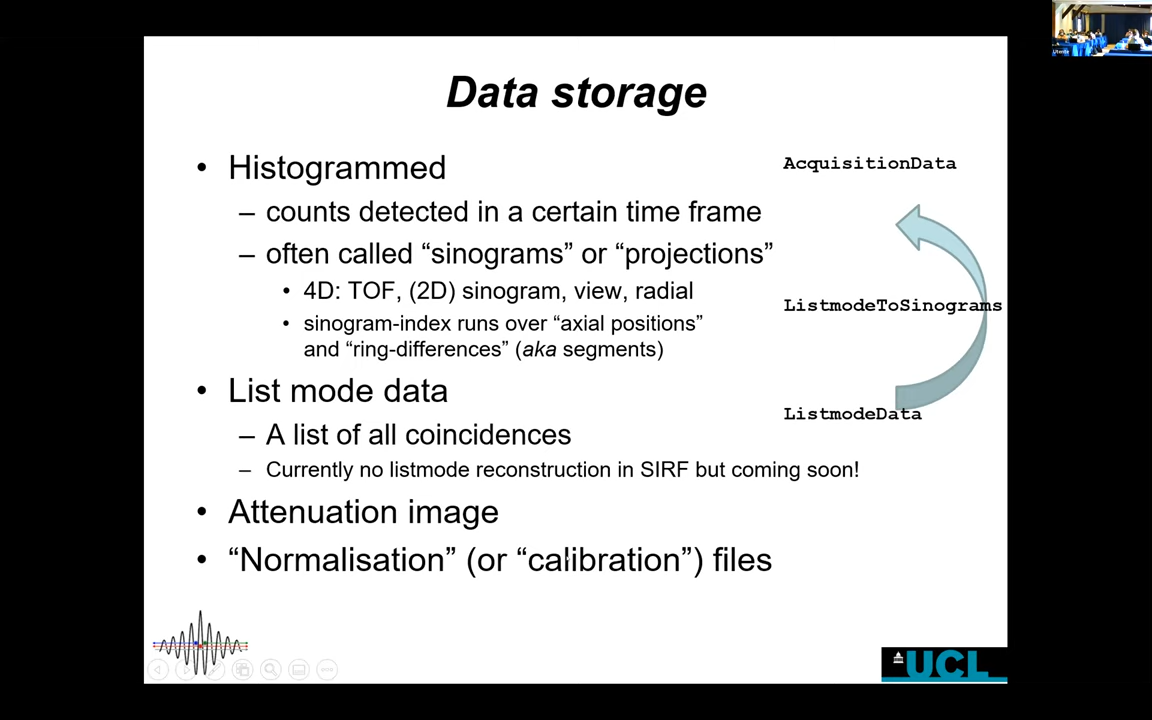 Data storage
• Histogrammed
AcquisitionData
– counts detected in a certain time frame
– often called “sinograms” or “projections”
• 4D: TOF, (2D) sinogram, view, radial
• sinogram-index runs over “axial positions”
and “ring-differences” (aka segments)
ListmodeToSinograms
• List mode data
ListmodeData
– A list of all coincidences
– Currently no listmode reconstruction in SIRF but coming soon!
• Attenuation image
• “Normalisation” (or “calibration”) files
UCL